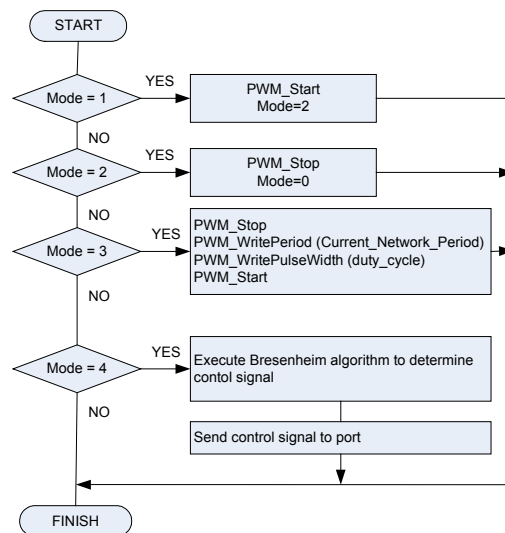 START
Mode = 1
YES
PWM_Start
Mode=2
NO
Mode = 2
YES
PWM_Stop
Mode=0
NO
Mode = 3
YES
PWM_Stop
PWM_WritePeriod (Current_Network_Period)
PWM_WritePulseWidth (duty_cycle)
PWM_Start
NO
Mode = 4
YES
Execute Bresenheim algorithm to determine
contol signal
NO
Send control signal to port
FINISH